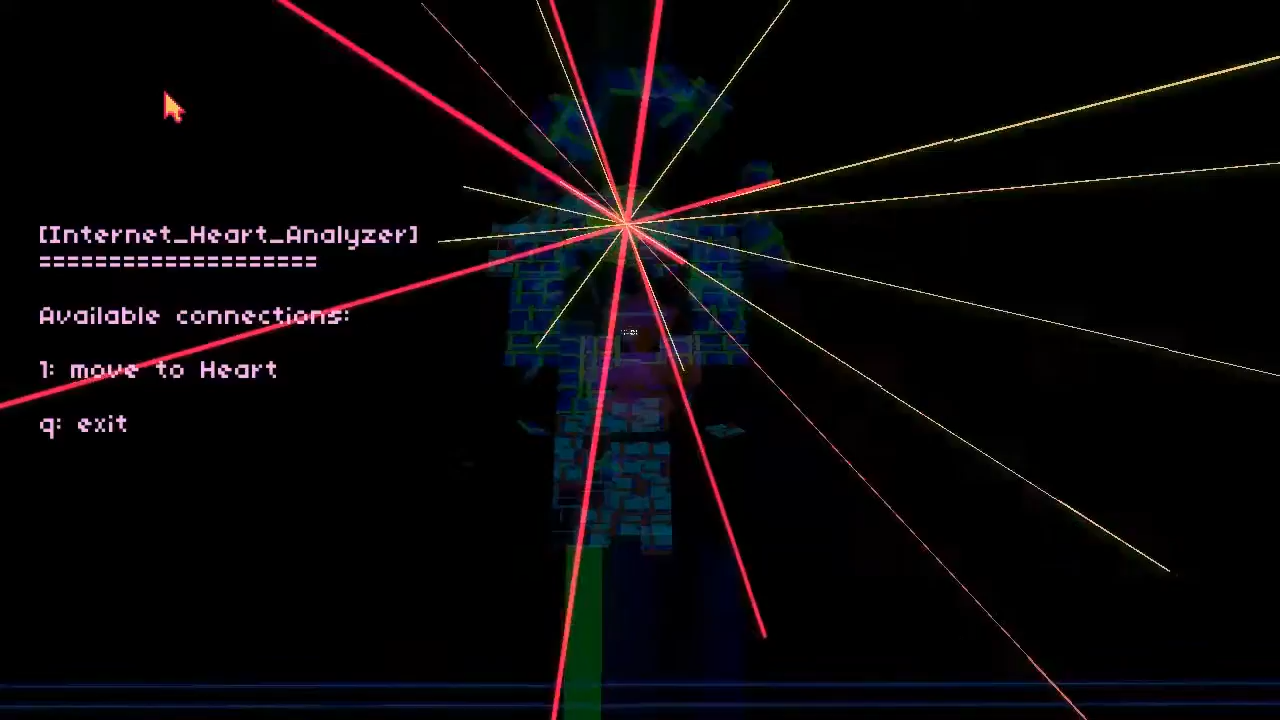 [Internet_Heart_Analyzer]
====================
Available connections:
1: move to Heart
q: exit